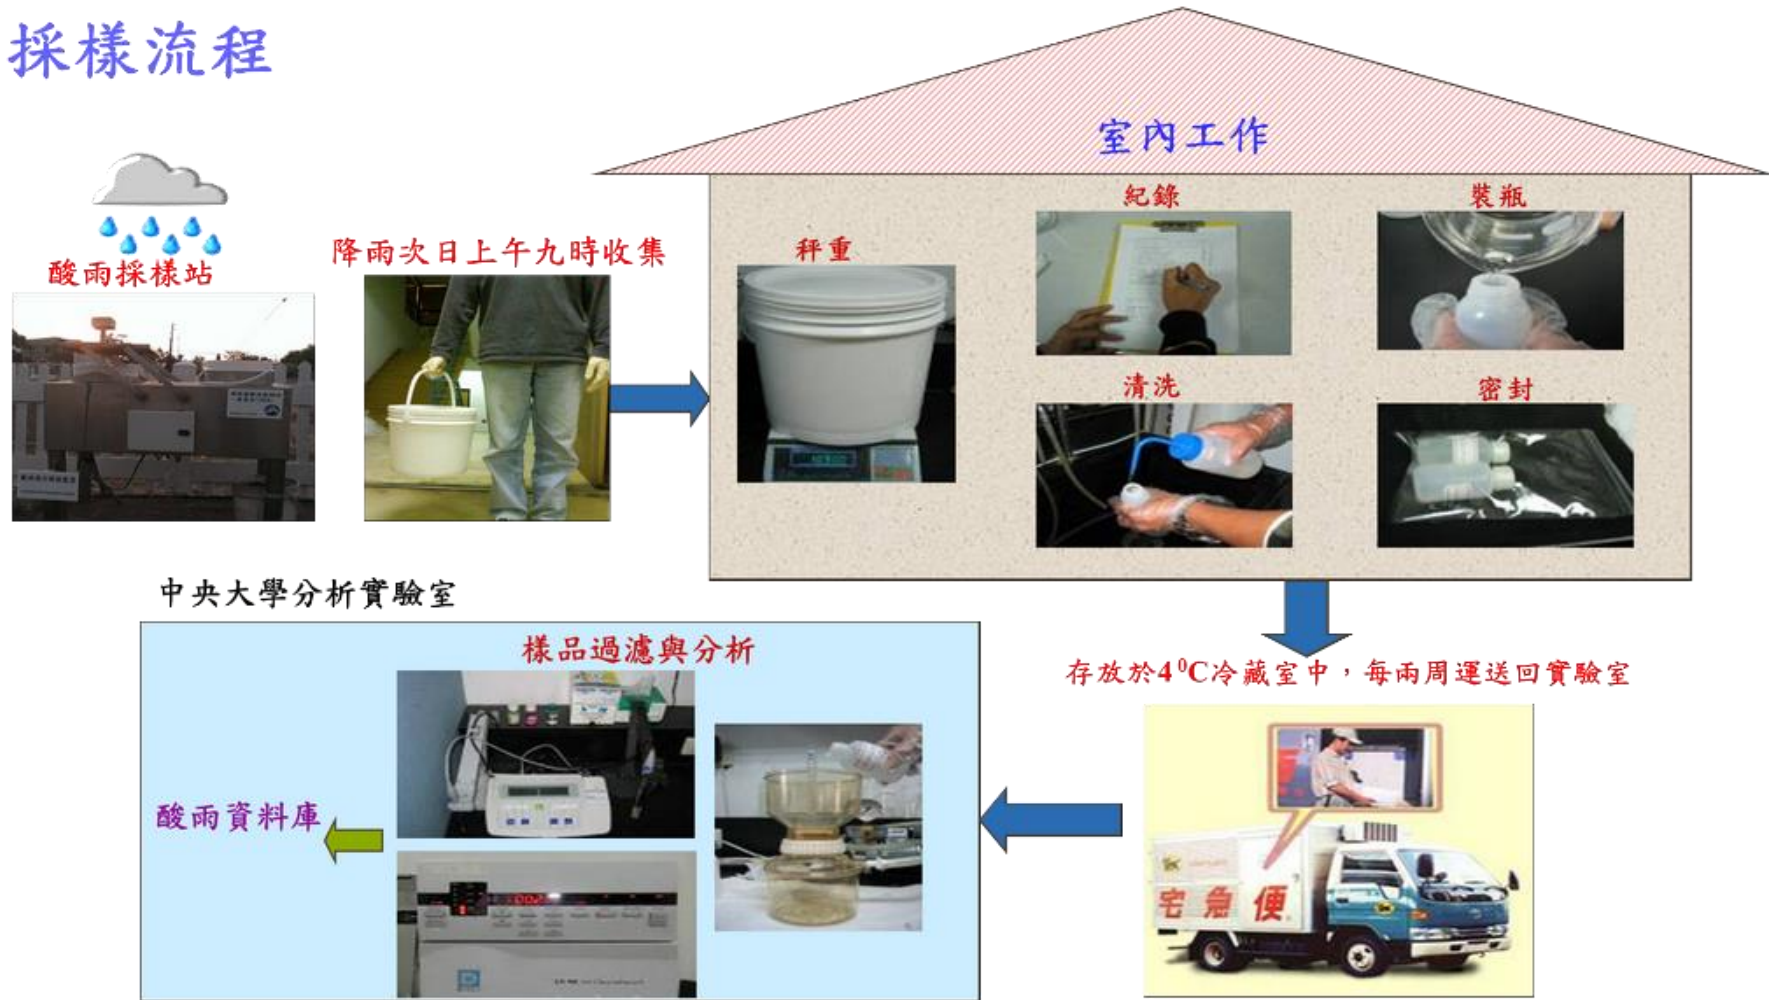 採樣流程
室內工作
酸雨採樣站
降雨次日上午九時收集
秤重
紀錄
裝瓶
清洗
密封
中央大學分析實驗室
樣品過濾與分析
存放於4⁰C冷藏室中，每兩周運送回實驗室
酸雨資料庫
宅急便